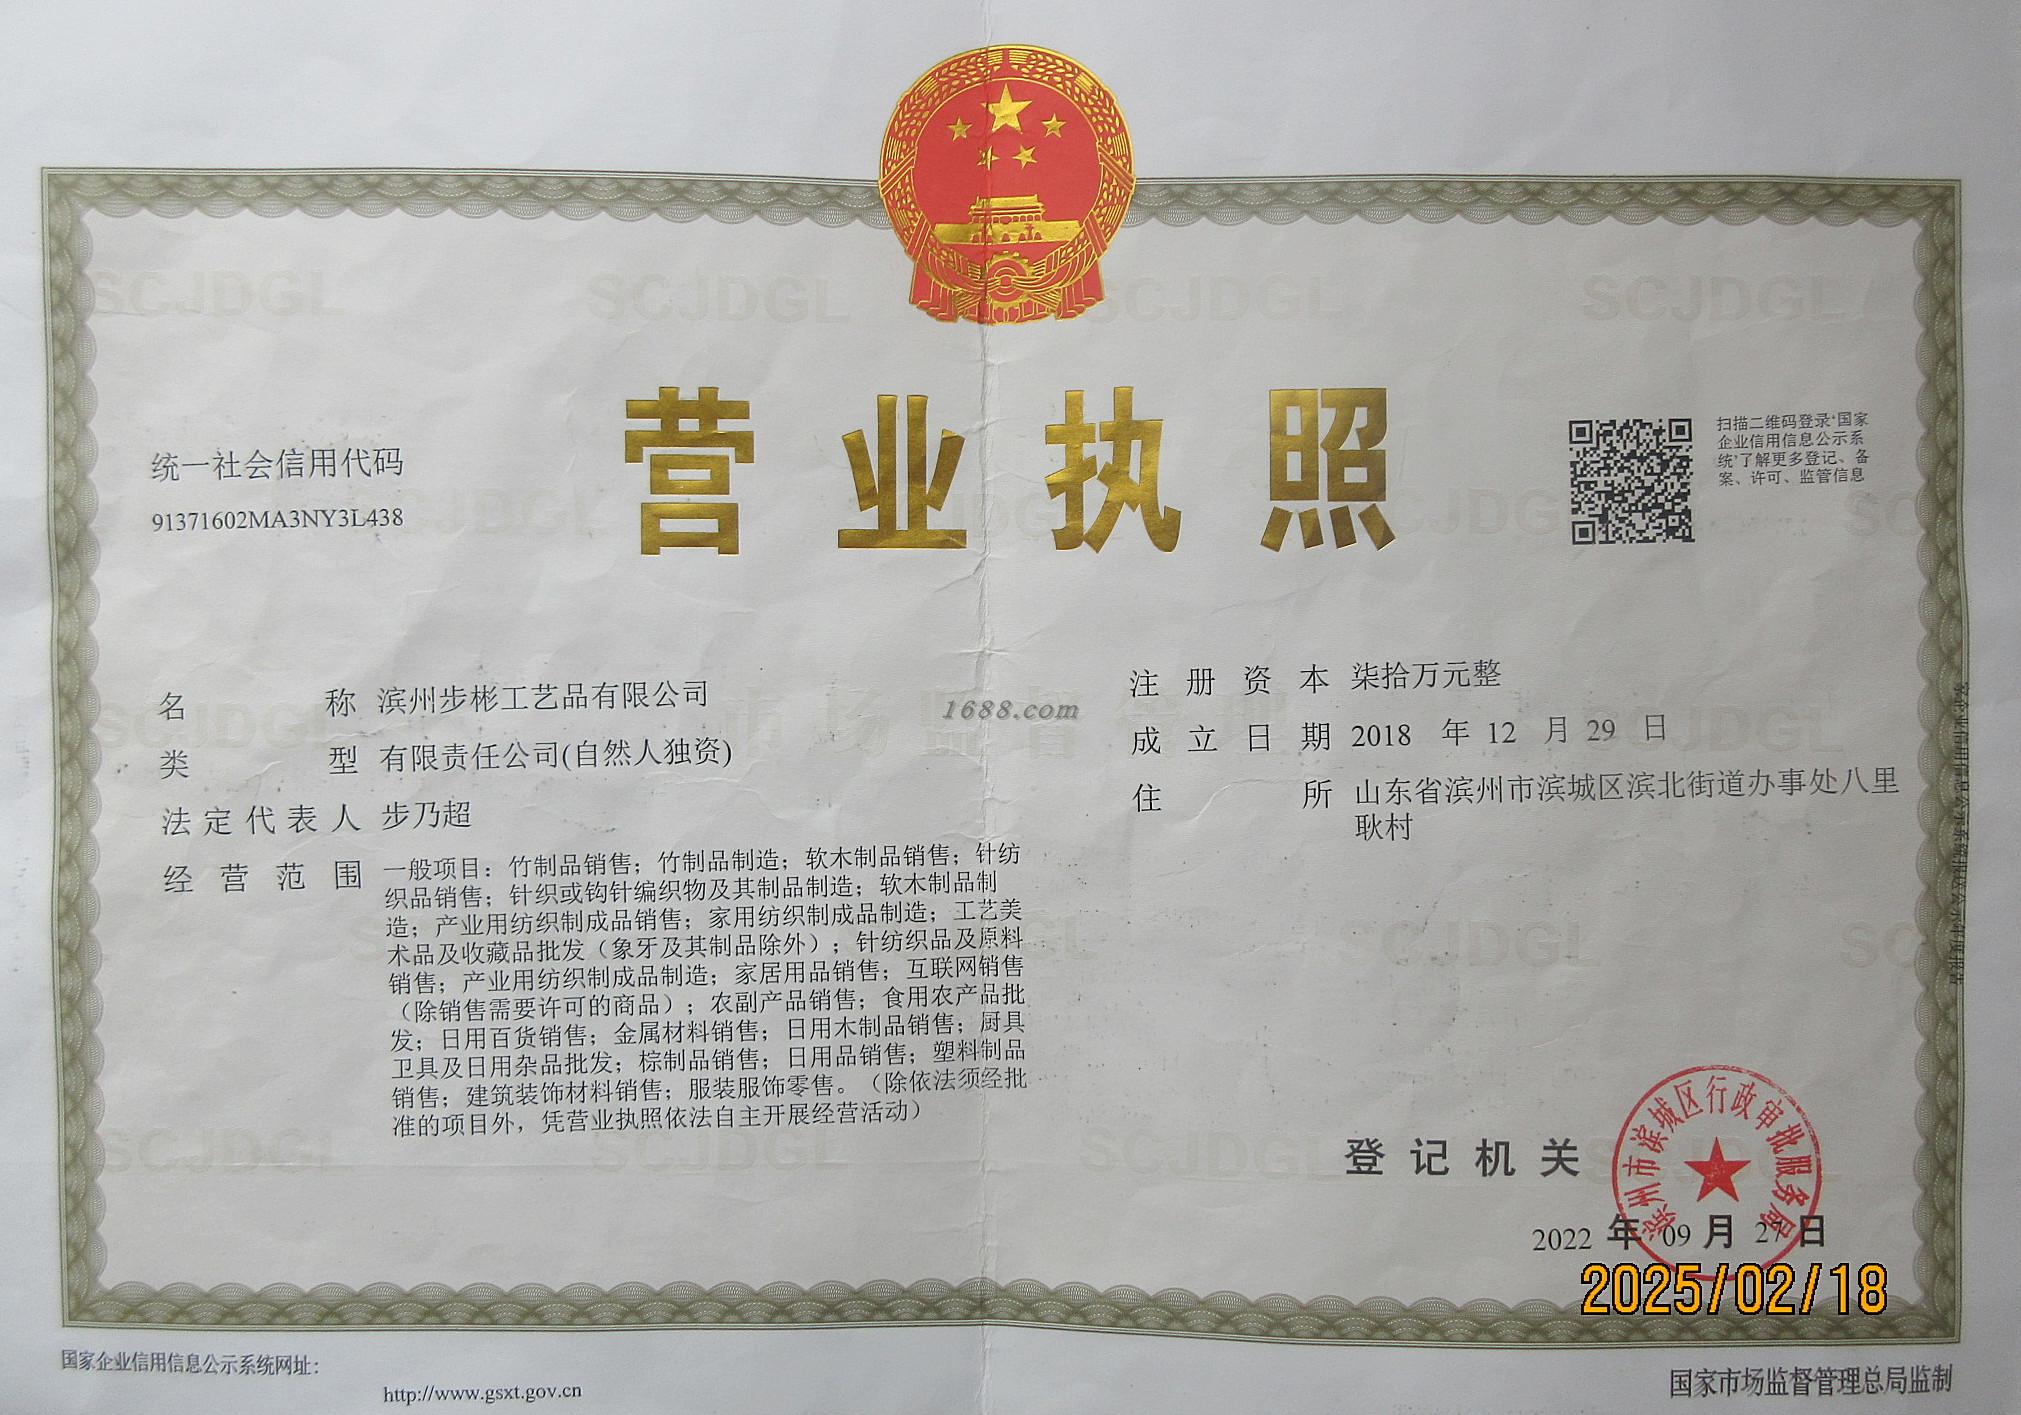 营业执照
统一社会信用代码
91371602MA3NY3L438
扫描二维码登录“国家
企业信用信息公示系
统”了解更多登记、备
案、许可、监管信息
名称 滨州步彬工艺品有限公司
类型 有限责任公司(自然人独资)
法定代表人 步乃超
经营范围 一般项目：竹制品销售；竹制品制造；软木制品销售；针纺
织品销售；针织或钩针编织物及其制品制造；软木制品制
造；产业用纺织制成品销售；家用纺织制成品制造；工艺美
术品及收藏品批发（象牙及其制品除外）；针纺织品及原料
销售；产业用纺织制成品制造；家居用品销售；互联网销售
（除销售需要许可的商品）；农副产品销售；食用农产品批
发；日用百货销售；金属材料销售；日用木制品销售；厨具
卫具及日用杂品批发；棕制品销售；日用品销售；塑料制品
销售；建筑装饰材料销售；服装服饰零售。（除依法须经批
准的项目外，凭营业执照依法自主开展经营活动）
注册资本 柒拾万元整
成立日期 2018 年 12 月 29 日
住所 山东省滨州市滨城区滨北街道办事处八里
耿村
1688.com
登记机关
滨州市滨城区行政审批服务局
2022 年 09 月 27 日
2025/02/18
国家企业信用信息公示系统网址：
http://www.gsxt.gov.cn
国家市场监督管理总局监制